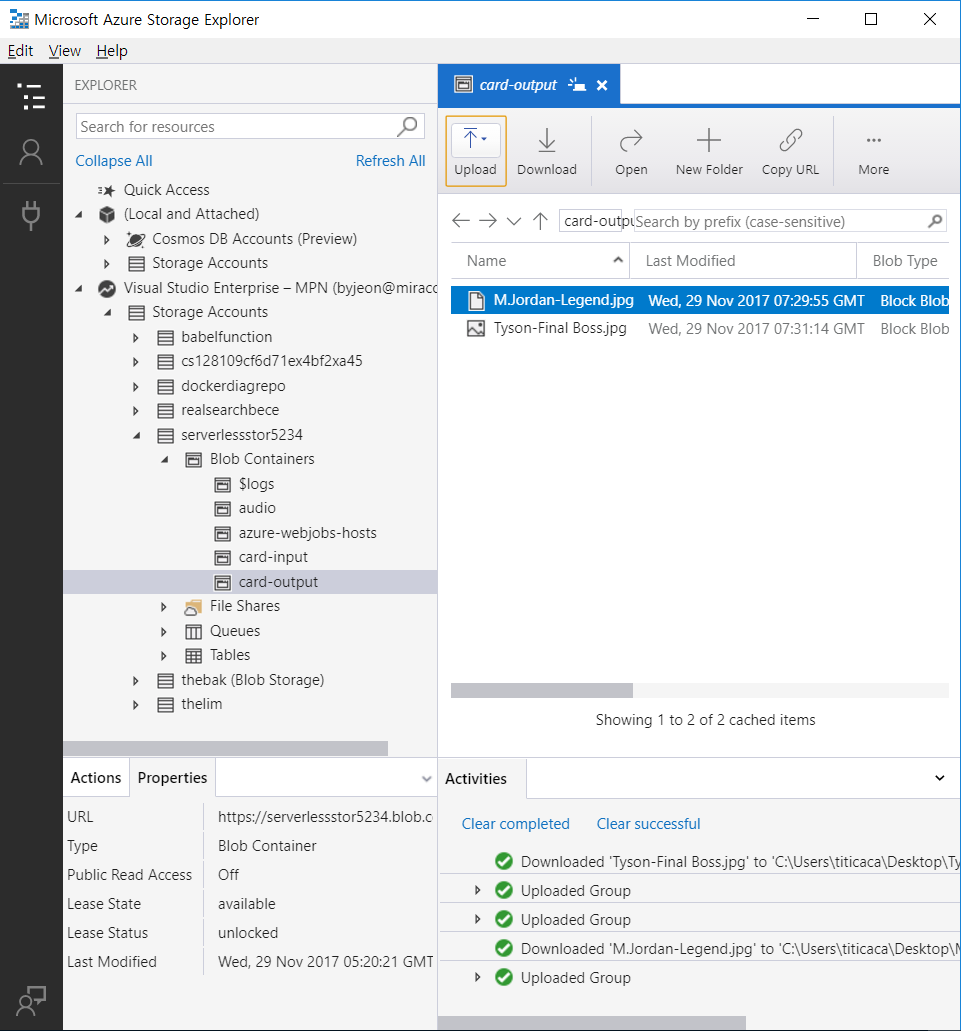 Microsoft Azure Storage Explorer
Edit View Help
EXPLORER
Search for resources
Collapse All Refresh All
Quick Access
(Local and Attached)
Cosmos DB Accounts (Preview)
Storage Accounts
Visual Studio Enterprise – MPN (byjeon@miracc
Storage Accounts
babelfunction
cs128109cf6d71ex4bf2xa45
dockerdiagrepo
realsearchbece
serverlessstor5234
Blob Containers
$logs
audio
azure-webjobs-hosts
card-input
card-output
File Shares
Queues
Tables
thebak (Blob Storage)
thelim
Actions Properties
URL https://serverlessstor5234.blob.c
Type Blob Container
Public Read Access Off
Lease State available
Lease Status unlocked
Last Modified Wed, 29 Nov 2017 05:20:21 GMT
card-output
Upload Download Open New Folder Copy URL More
card-outpu Search by prefix (case-sensitive)
Name Last Modified Blob Type
M.Jordan-Legend.jpg Wed, 29 Nov 2017 07:29:55 GMT Block Blob
Tyson-Final Boss.jpg Wed, 29 Nov 2017 07:31:14 GMT Block Blob
Showing 1 to 2 of 2 cached items
Activities
Clear completed Clear successful
Downloaded 'Tyson-Final Boss.jpg' to 'C:\Users\titicaca\Desktop\Ty
Uploaded Group
Uploaded Group
Downloaded 'M.Jordan-Legend.jpg' to 'C:\Users\titicaca\Desktop\M
Uploaded Group